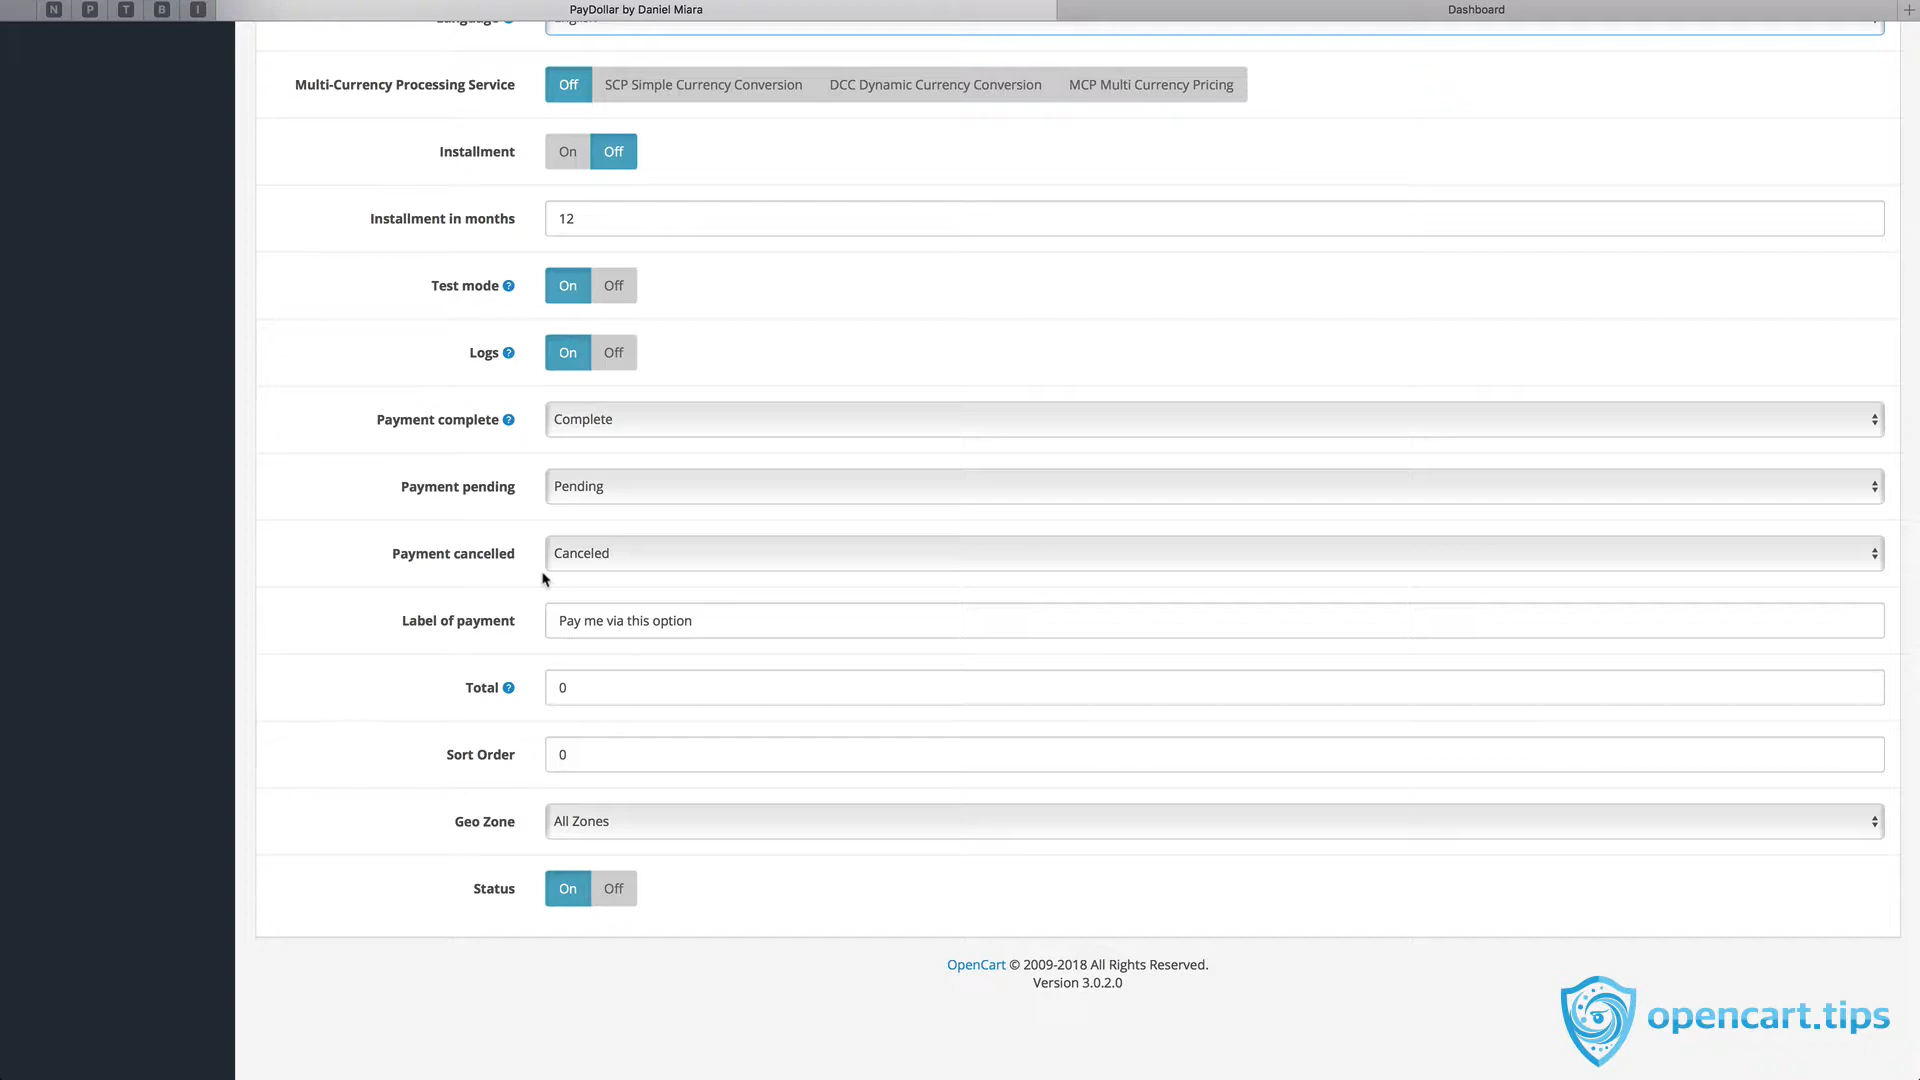 N P T B I PayDollar by Daniel Miara Dashboard +
Language ? English
Multi-Currency Processing Service Off SCP Simple Currency Conversion DCC Dynamic Currency Conversion MCP Multi Currency Pricing
Installment On Off
Installment in months 12
Test mode ? On Off
Logs ? On Off
Payment complete ? Complete
Payment pending Pending
Payment cancelled Canceled
Label of payment Pay me via this option
Total ? 0
Sort Order 0
Geo Zone All Zones
Status On Off
OpenCart © 2009-2018 All Rights Reserved.
Version 3.0.2.0
opencart.tips